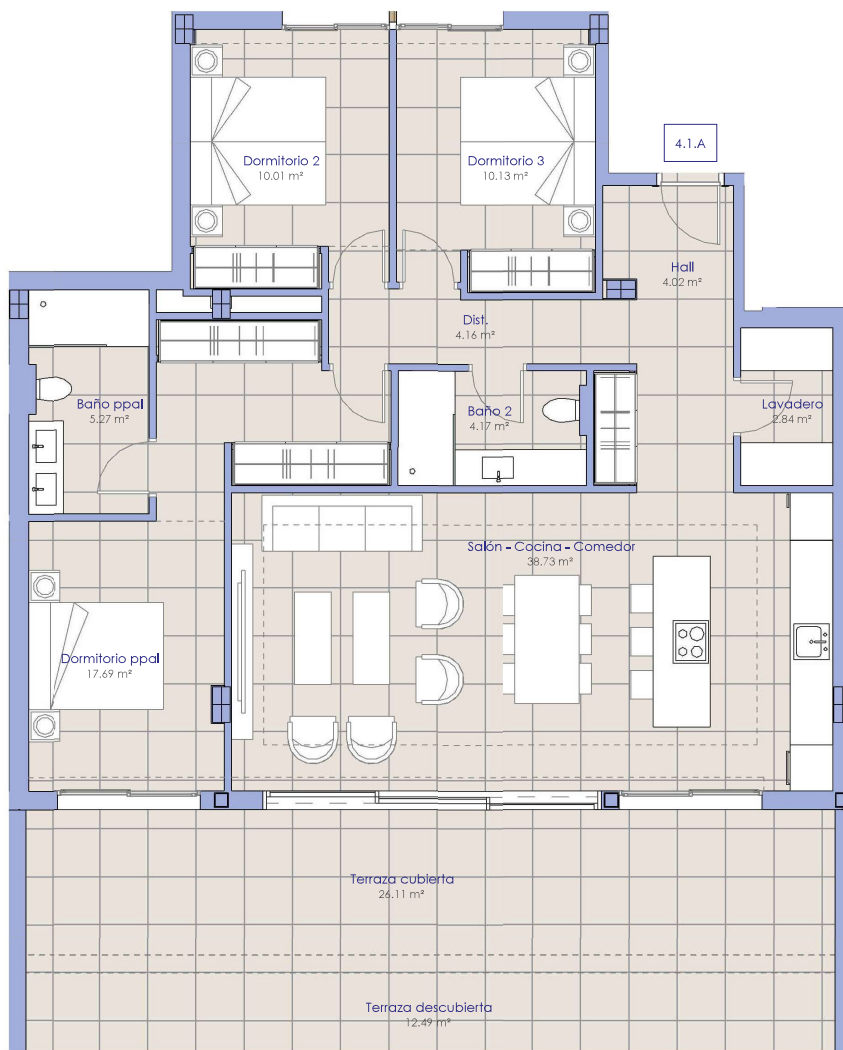 4.1.A
Dormitorio 2
10.01 m²
Dormitorio 3
10.13 m²
Hall
4.02 m²
Dist.
4.16 m²
Baño ppal
5.27 m²
Baño 2
4.17 m²
Lavadero
2.84 m²
Salón - Cocina - Comedor
38.73 m²
Dormitorio ppal
17.69 m²
Terraza cubierta
26.11 m²
Terraza descubierta
12.49 m²